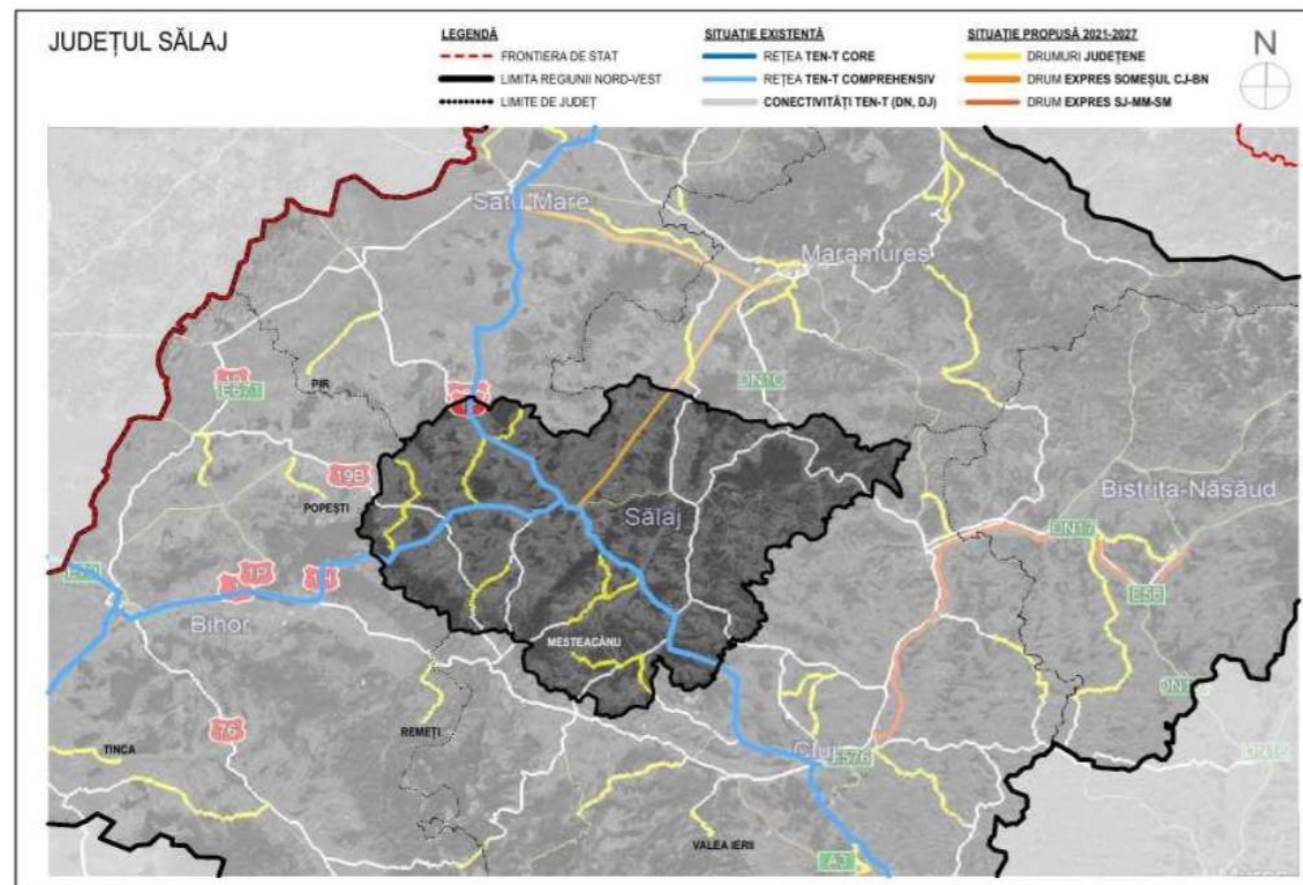 JUDEȚUL SĂLAJ
LEGENDĂ
FRONTIERA DE STAT
LIMITA REGIUNII NORD-VEST
LIMITE DE JUDEȚ
SITUAȚIE EXISTENTĂ
REȚEA TEN-T CORE
REȚEA TEN-T COMPREHENSIV
CONECTIVITĂȚI TEN-T (DN, DJ)
SITUAȚIE PROPUSĂ 2021-2027
DRUMURI JUDEȚENE
DRUM EXPRES SOMEȘUL CJ-BN
DRUM EXPRES SJ-MM-SM
N
Satu Mare
Maramureș
PIR
E671
19B
POPEȘTI
Sălaj
Bistrița-Năsăud
DN17
E58
1P
Bihor
MESTEACĂNU
76
TINCA
REMEȚI
Cluj
E576
VALEA IERII
A3